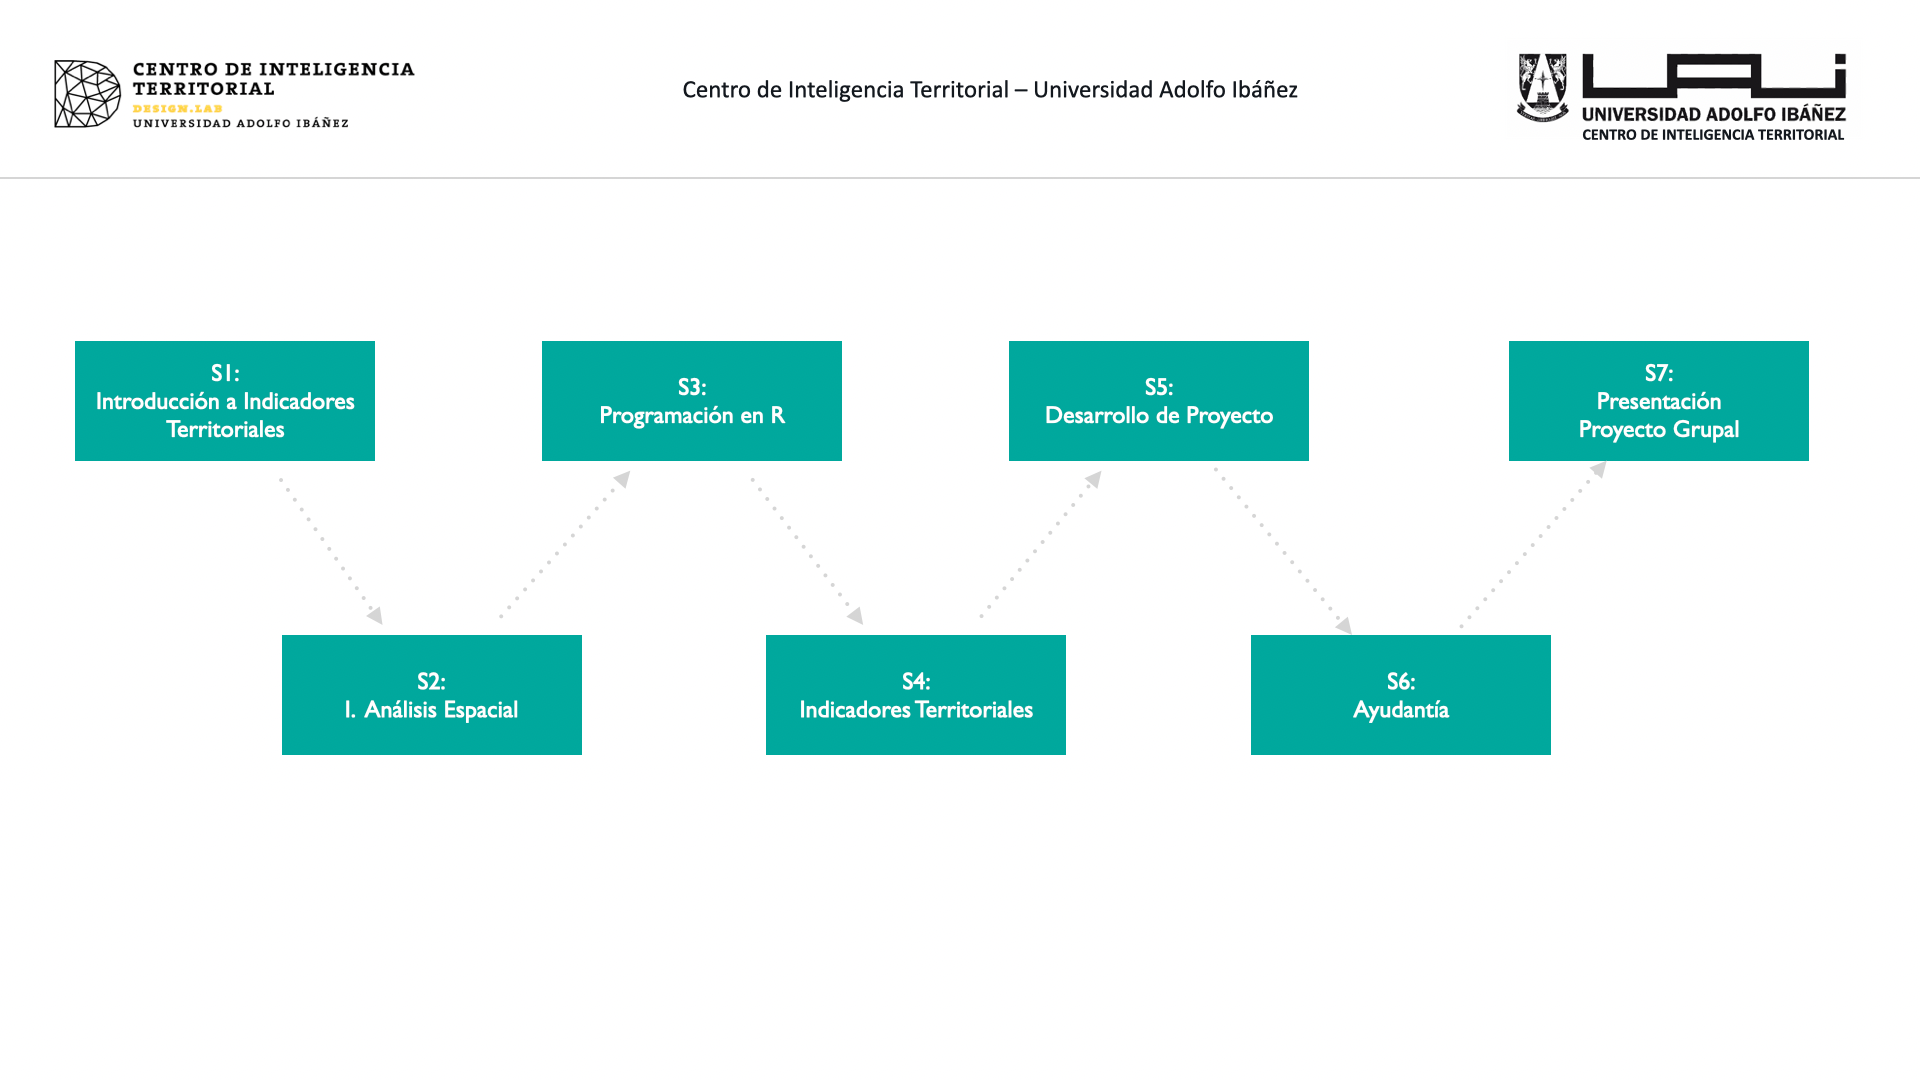 CENTRO DE INTELIGENCIA
TERRITORIAL
DESIGN.LAB
UNIVERSIDAD ADOLFO IBÁÑEZ
Centro de Inteligencia Territorial – Universidad Adolfo Ibáñez
UAI
UNIVERSIDAD ADOLFO IBÁÑEZ
CENTRO DE INTELIGENCIA TERRITORIAL
S1:
Introducción a Indicadores
Territoriales
S3:
Programación en R
S5:
Desarrollo de Proyecto
S7:
Presentación
Proyecto Grupal
S2:
I. Análisis Espacial
S4:
Indicadores Territoriales
S6:
Ayudantía